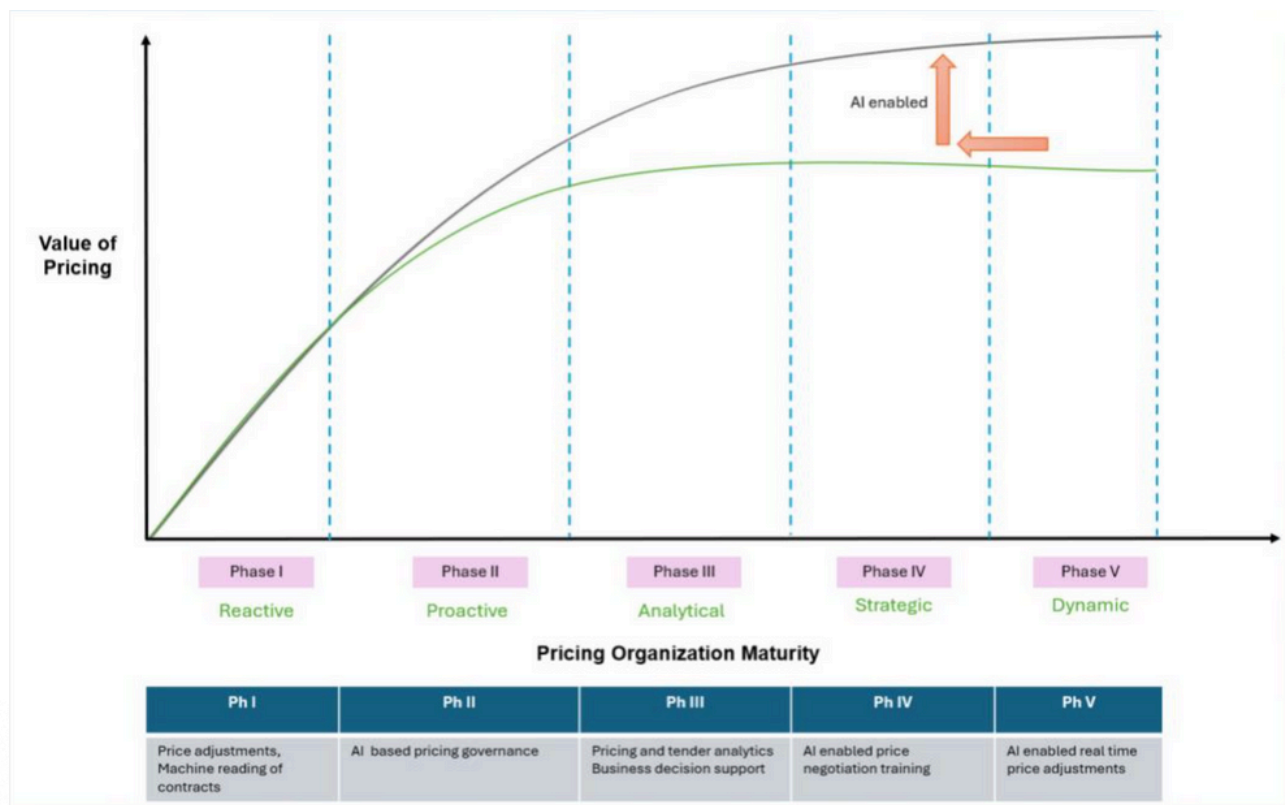 AI enabled
Value of
Pricing
Phase I
Phase II
Phase III
Phase IV
Phase V
Reactive
Proactive
Analytical
Strategic
Dynamic
Pricing Organization Maturity
Ph I
Ph II
Ph III
Ph IV
Ph V
Price adjustments,
Machine reading of
contracts
AI based pricing governance
Pricing and tender analytics
Business decision support
AI enabled price
negotiation training
AI enabled real time
price adjustments